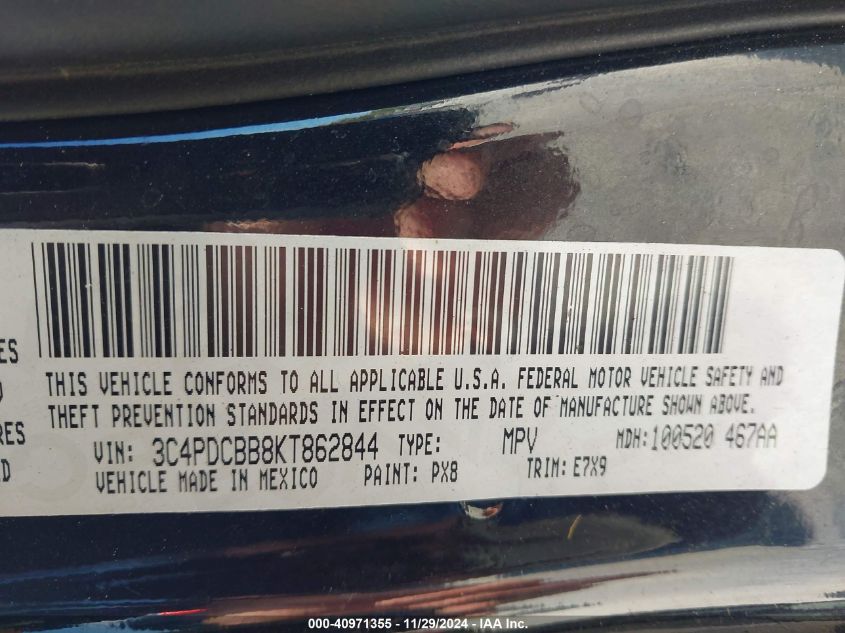 ES
THIS VEHICLE CONFORMS TO ALL APPLICABLE U.S.A. FEDERAL MOTOR VEHICLE SAFETY AND
THEFT PREVENTION STANDARDS IN EFFECT ON THE DATE OF MANUFACTURE SHOWN ABOVE.
RES
VIN: 3C4PDCBB8KT862844 TYPE: MPV MDH:100520 467AA
D
VEHICLE MADE IN MEXICO PAINT: PX8 TRIM: E7X9
000-40971355 - 11/29/2024 - IAA Inc.